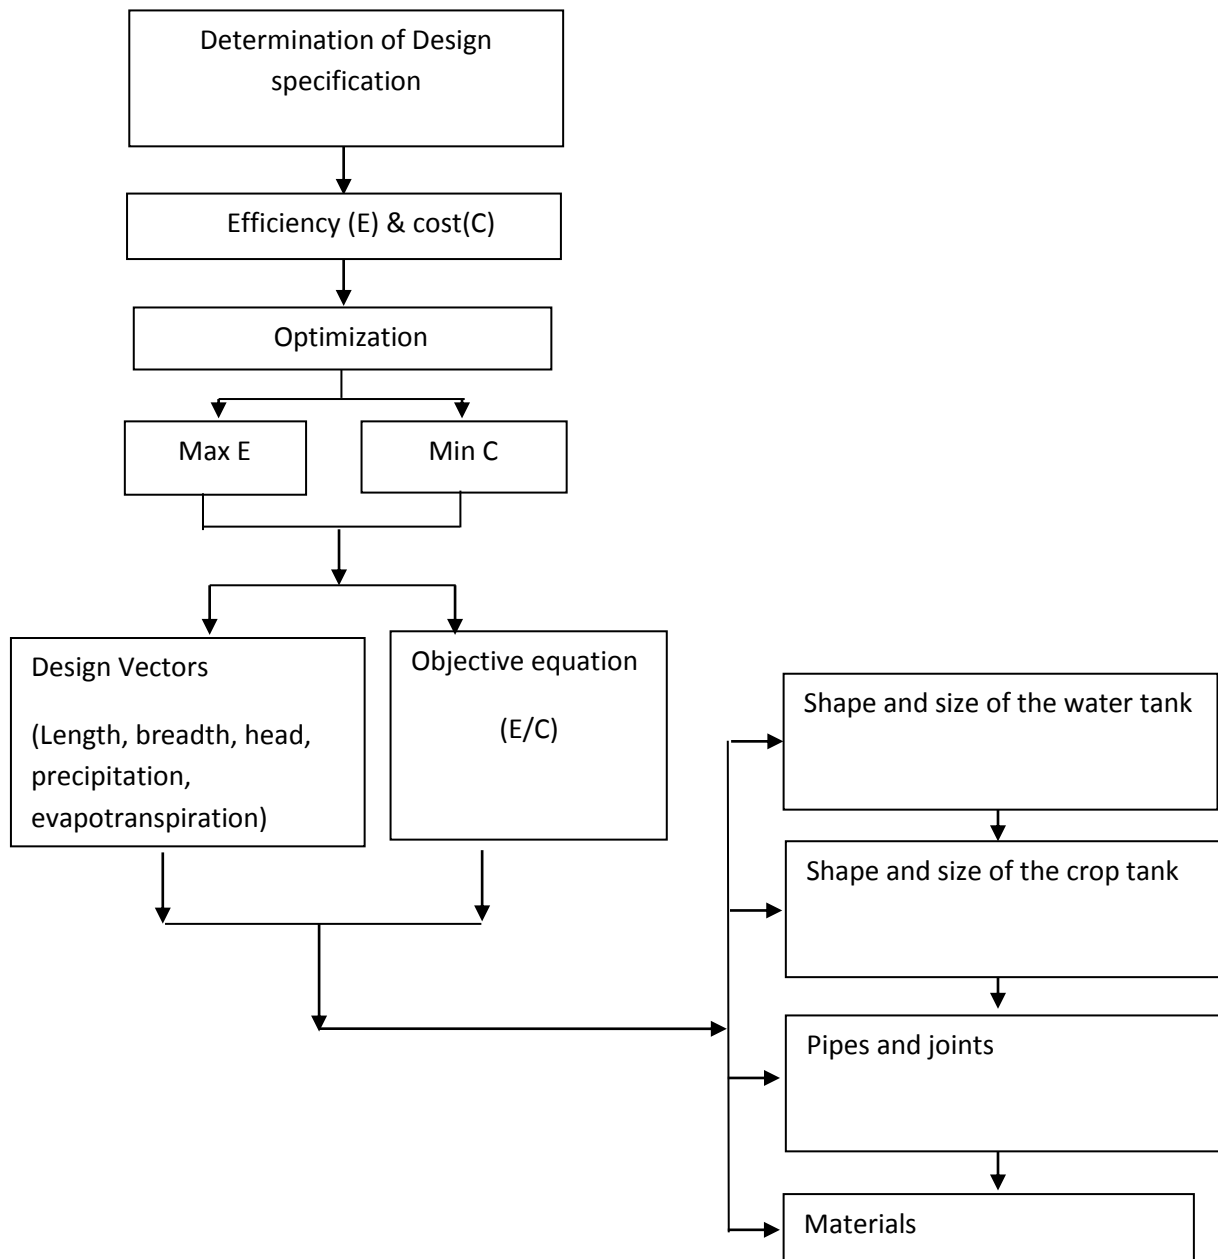 Determination of Design
specification
Efficiency (E) & cost(C)
Optimization
Max E
Min C
Design Vectors
(Length, breadth, head,
precipitation,
evapotranspiration)
Objective equation
(E/C)
Shape and size of the water tank
Shape and size of the crop tank
Pipes and joints
Materials